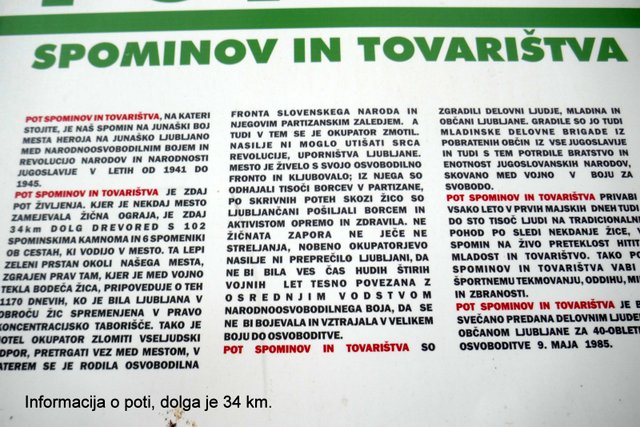 SPOMINOV IN TOVARIŠTVA
POT SPOMINOV IN TOVARIŠTVA, NA KATERI
STOJITE, JE NAŠ SPOMIN NA JUNAŠKI BOJ
MESTA HEROJA NA JUNAŠKO LJUBLJANO
MED NARODNOOSVOBODILNIM BOJEM IN
REVOLUCIJO NARODOV IN NARODNOSTI
JUGOSLAVIJE V LETIH OD 1941 DO
1945.
POT SPOMINOV IN TOVARIŠTVA JE ZDAJ
POT ŽIVLJENJA. KJER JE NEKDAJ MESTO
ZAMEJEVALA ŽIČNA OGRAJA, JE ZDAJ
34km DOLG DREVORED S 102
SPOMINSKIMA KAMNOMA IN 6 SPOMENIKI
OB CESTAH, KI VODIJO V MESTO. TA LEPI
ZELENI PRSTAN OKOLI NAŠEGA MESTA,
ZGRAJEN PRAV TAM, KJER JE MED VOJNO
TEKLA BODEČA ŽICA, PRIPOVEDUJE O TEH
1170 DNEVIH, KO JE BILA LJUBLJANA V
OBROČU ŽIC SPREMENJENA V PRAVO
KONCENTRACIJSKO TABORIŠČE. TAKO JE
HOTEL OKUPATOR ZLOMITI VSELJUDSKI
ODPOR, PRETRGATI VEZ MED MESTOM, V
KATEREM SE JE RODILA OSVOBODILNA
FRONTA SLOVENSKEGA NARODA IN
NJEGOVIM PARTIZANSKIM ZALEDJEM. A
TUDI V TEM SE JE OKUPATOR ZMOTIL.
NASILJE NI MOGLO UTIŠATI SRCA
REVOLUCIJE, UPORNIŠTVA LJUBLJANE.
MESTO JE ŽIVELO S SVOJO OSVOBODILNO
FRONTO IN KLJUBOVALO; IZ NJEGA SO
ODHAJALI TISOČI BORCEV V PARTIZANE,
PO SKRIVNIH POTEH SKOZI ŽICO SO
LJUBLJANČANI POŠILJALI BORCEM IN
AKTIVISTOM OPREMO IN ZDRAVILA. NE
ŽIČNATA ZAPORA NE JEČE NE
STRELJANJA, NOBENO OKUPATORJEVO
NASILJE NI PREPREČILO LJUBLJANI, DA
NE BI BILA VES ČAS HUDIH ŠTIRIH
VOJNIH LET TESNO POVEZANA Z
OSREDNJIM VODSTVOM
NARODNOOSVOBODILNEGA BOJA, DA SE
NE BI BOJEVALA IN VZTRAJALA V VELIKEM
BOJU DO OSVOBODITVE.
POT SPOMINOV IN TOVARIŠTVA SO
ZGRADILI DELOVNI LJUDJE, MLADINA IN
OBČANI LJUBLJANE. GRADILE SO JO TUDI
MLADINSKE DELOVNE BRIGADE IZ
POBRATENIH OBČIN IZ VSE JUGOSLAVIJE
IN TUDI S TEM POTRDILE BRATSTVO IN
ENOTNOST JUGOSLOVANSKIH NARODOV,
SKOVANO MED VOJNO V BOJU ZA
SVOBODO.
POT SPOMINOV IN TOVARIŠTVA PRIVABI
VSAKO LETO V PRVIH MAJSKIH DNEH TUDI
DO STO TISOČ LJUDI NA TRADICIONALNI
POHOD PO SLEDI NEKDANJE ŽICE, V
SPOMIN NA ŽIVO PRETEKLOST HITI
MLADOST IN TOVARIŠTVO. TAKO PO
SPOMINOV IN TOVARIŠTVA VABI
ŠPORTNEMU TEKMOVANJU, ODDIHU, MIR
IN ZBRANOSTI.
POT SPOMINOV IN TOVARIŠTVA JE B
SVEČANO PREDANA DELOVNIM LJUDEM
OBČANOM LJUBLJANE ZA 40-OBLET
OSVOBODITVE 9. MAJA 1985.
Informacija o poti, dolga je 34 km.